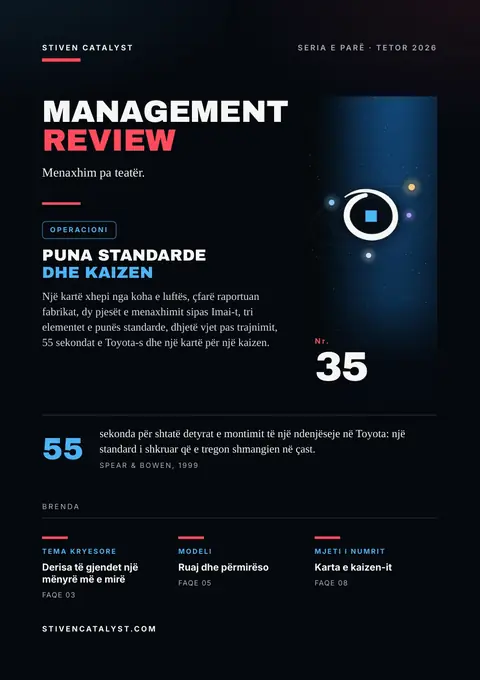 STIVEN CATALYST
SERIA E PARË · TETOR 2026
MANAGEMENT
REVIEW
Menaxhim pa teatër.
OPERACIONI
PUNA STANDARDE
DHE KAIZEN
Një kartë xhepi nga koha e luftës, çfarë raportuan
fabrikat, dy pjesët e menaxhimit sipas Imai-t, tri
elementet e punës standarde, dhjetë vjet pas trajnimit,
55 sekondat e Toyota-s dhe një kartë për një kaizen.
Nr.
35
55
sekonda për shtatë detyrat e montimit të një ndenjëseje në Toyota: një
standard i shkruar që e tregon shmangien në çast.
SPEAR & BOWEN, 1999
BRENDA
TEMA KRYESORE
Derisa të gjendet një
mënyrë më e mirë
FAQE 03
MODELI
Ruaj dhe përmirëso
FAQE 05
MJETI I NUMRIT
Karta e kaizen-it
FAQE 08
STIVENCATALYST.COM